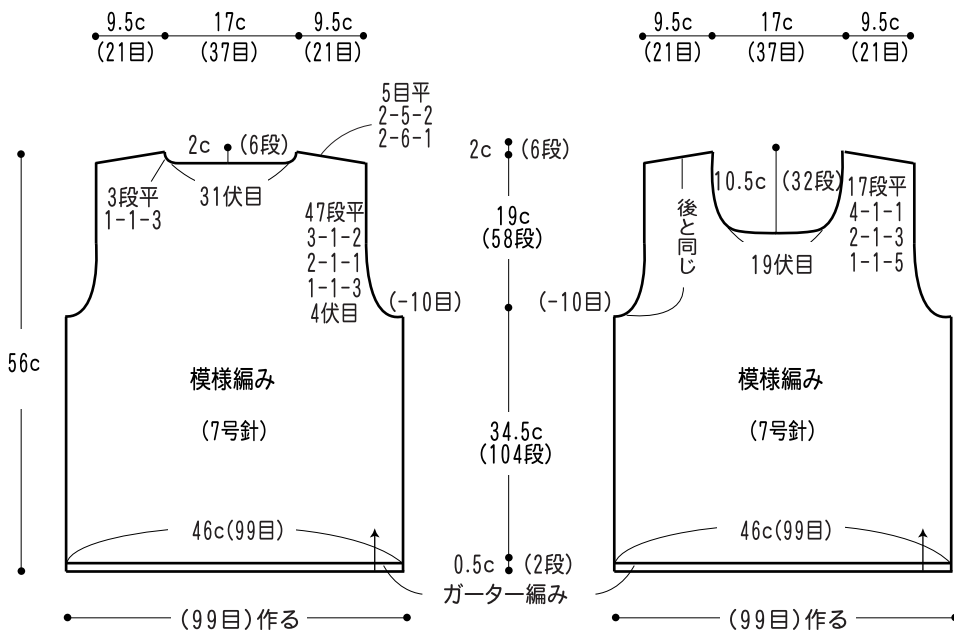 9.5c 17c 9.5c
(21目) (37目) (21目)
5目平
2-5-2
2-6-1
2c (6段)
31伏目
3段平
1-1-3
47段平
3-1-2
2-1-1
1-1-3
4伏目
(-10目)
56c
模様編み
(7号針)
46c(99目)
(99目)作る
2c (6段)
19c
(58段)
34.5c
(104段)
0.5c (2段)
ガーター編み
9.5c 17c 9.5c
(21目) (37目) (21目)
10.5c (32段)
17段平
4-1-1
2-1-3
1-1-5
後と同じ
19伏目
(-10目)
模様編み
(7号針)
46c(99目)
(99目)作る